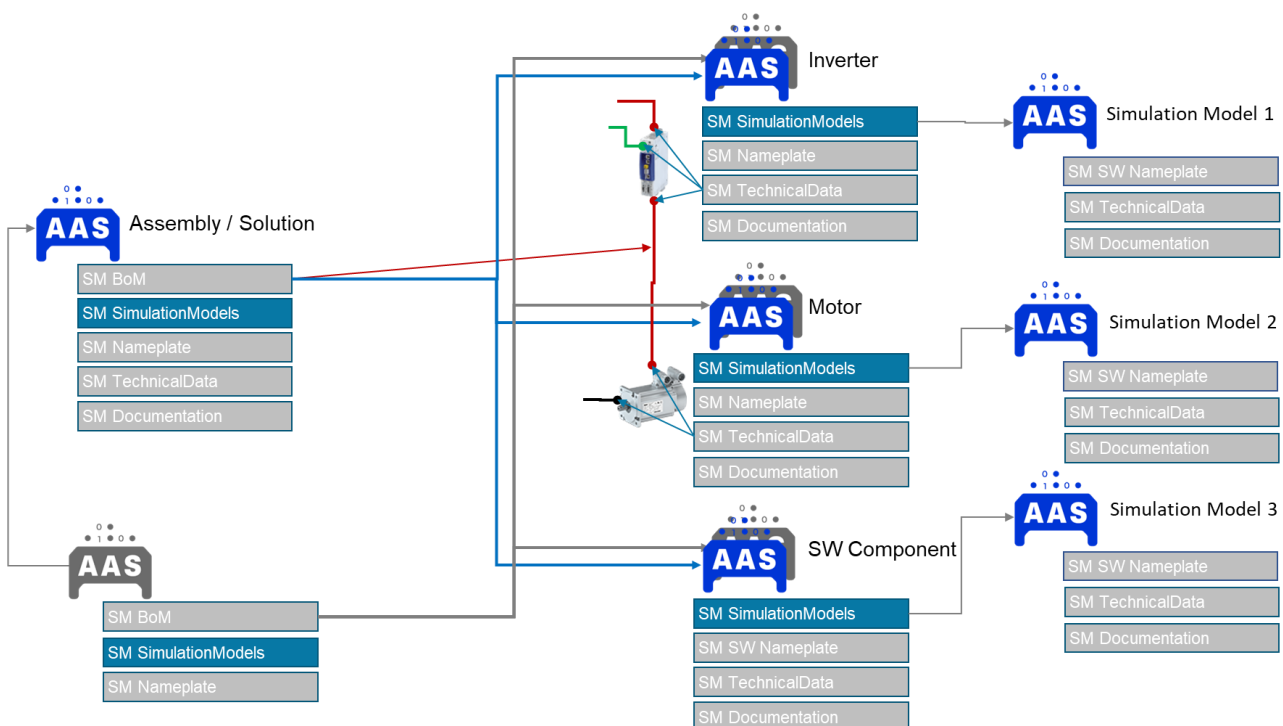 AAS
Assembly / Solution
SM BoM
SM SimulationModels
SM Nameplate
SM TechnicalData
SM Documentation
AAS
SM BoM
SM SimulationModels
SM Nameplate
AAS
Inverter
SM SimulationModels
SM Nameplate
SM TechnicalData
SM Documentation
AAS
Motor
SM SimulationModels
SM Nameplate
SM TechnicalData
SM Documentation
AAS
SW Component
SM SimulationModels
SM SW Nameplate
SM TechnicalData
SM Documentation
AAS
Simulation Model 1
SM SW Nameplate
SM TechnicalData
SM Documentation
AAS
Simulation Model 2
SM SW Nameplate
SM TechnicalData
SM Documentation
AAS
Simulation Model 3
SM SW Nameplate
SM TechnicalData
SM Documentation